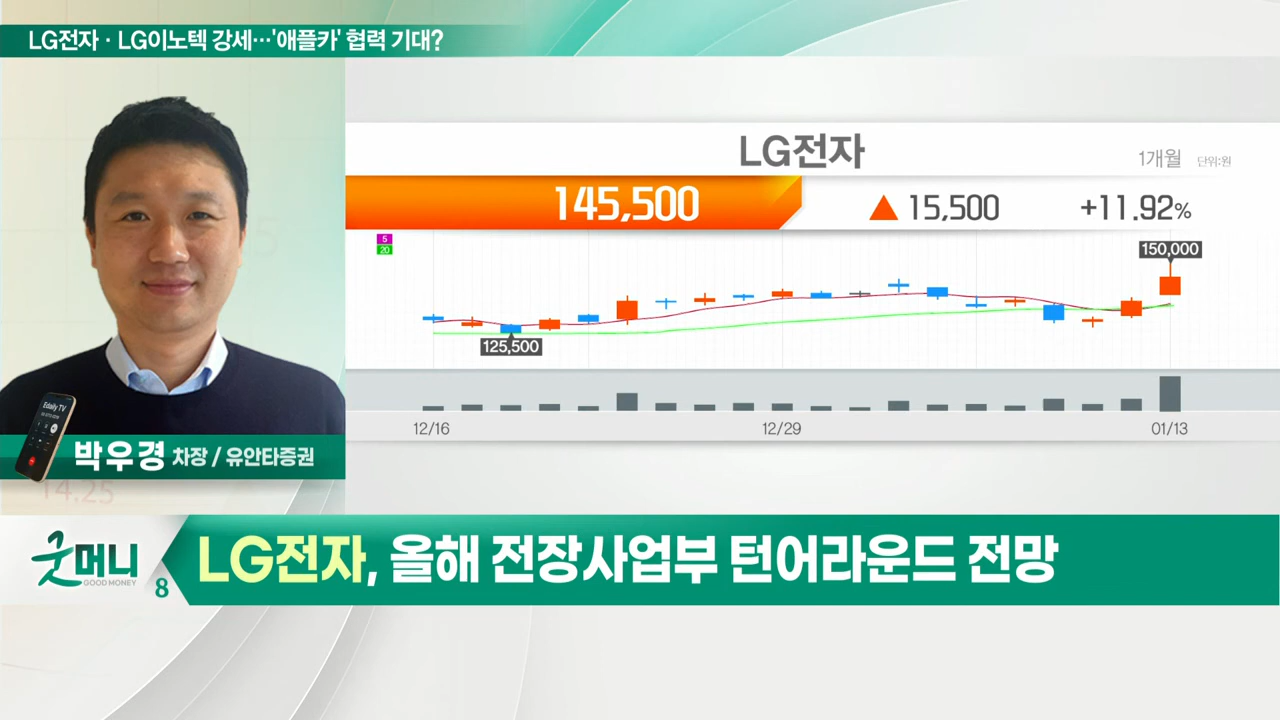 LG전자·LG이노텍 강세…'애플카' 협력 기대?
LG전자
1개월 단위:원
145,500 ▲ 15,500 +11.92%
5
20
150,000
125,500
12/16 12/29 01/13
Edaily TV
박우경 차장 / 유안타증권
14.25
굿머니
GOOD MONEY
8
LG전자, 올해 전장사업부 턴어라운드 전망